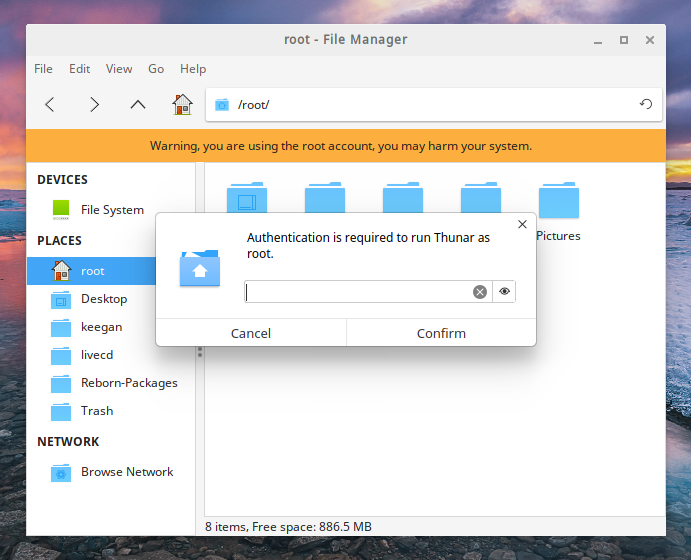 root - File Manager
File Edit View Go Help
/root/
Warning, you are using the root account, you may harm your system.
DEVICES
File System
PLACES
root
Desktop
keegan
livecd
Reborn-Packages
Trash
NETWORK
Browse Network
Pictures
Authentication is required to run Thunar as
root.
Cancel Confirm
8 items, Free space: 886.5 MB